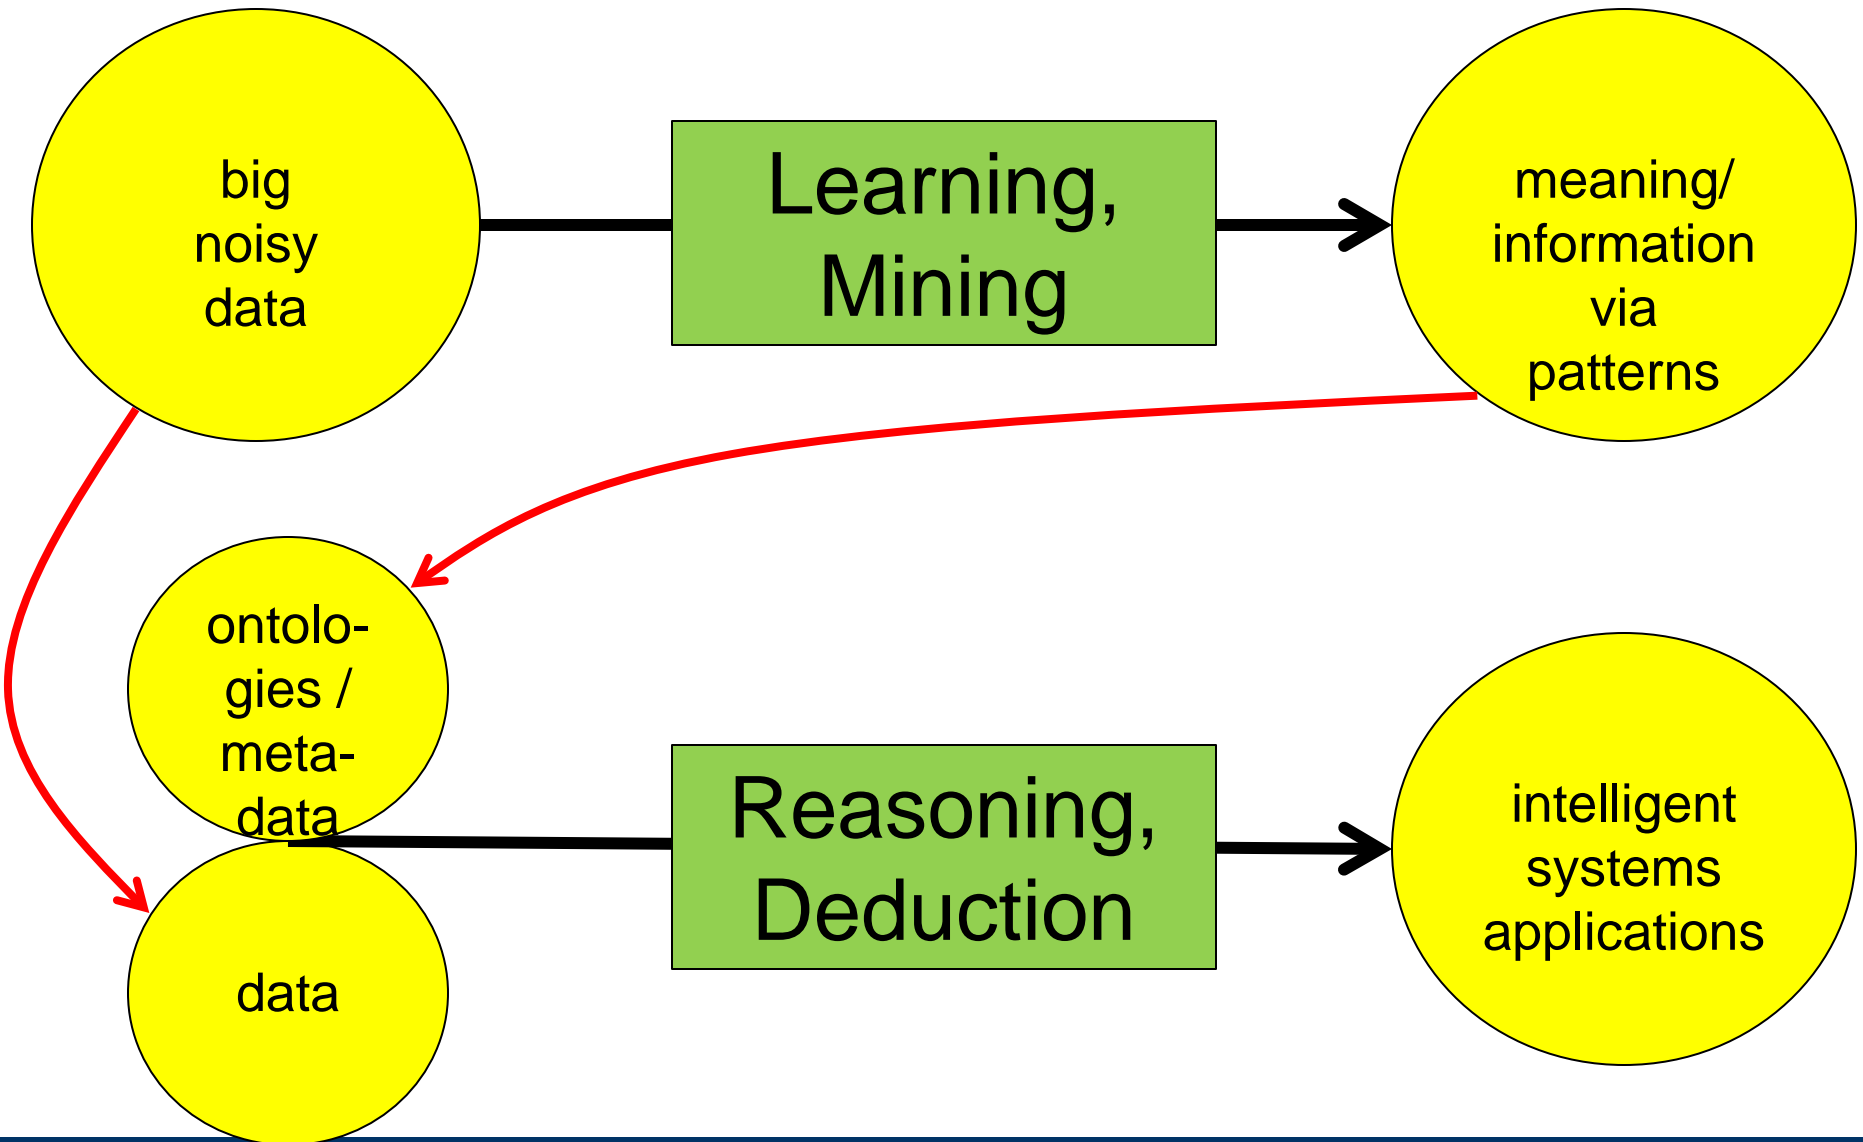 big
noisy
data
Learning,
Mining
meaning/
information
via
patterns
ontolo-
gies /
meta-
data
data
Reasoning,
Deduction
intelligent
systems
applications